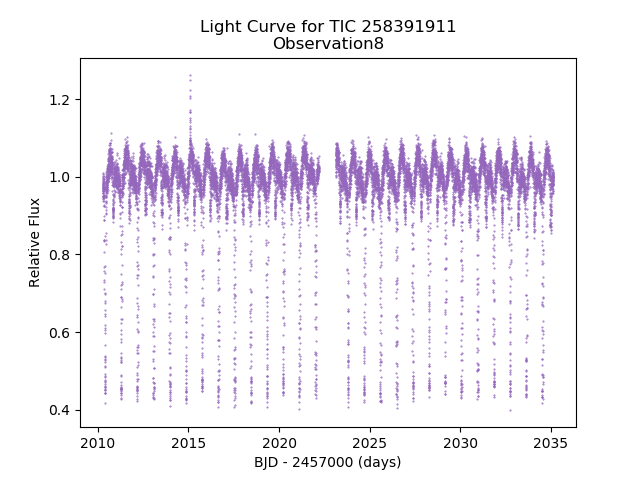 Light Curve for TIC 258391911
Observation8
1.2
1.0
0.8
0.6
0.4
Relative Flux
2010 2015 2020 2025 2030 2035
BJD - 2457000 (days)